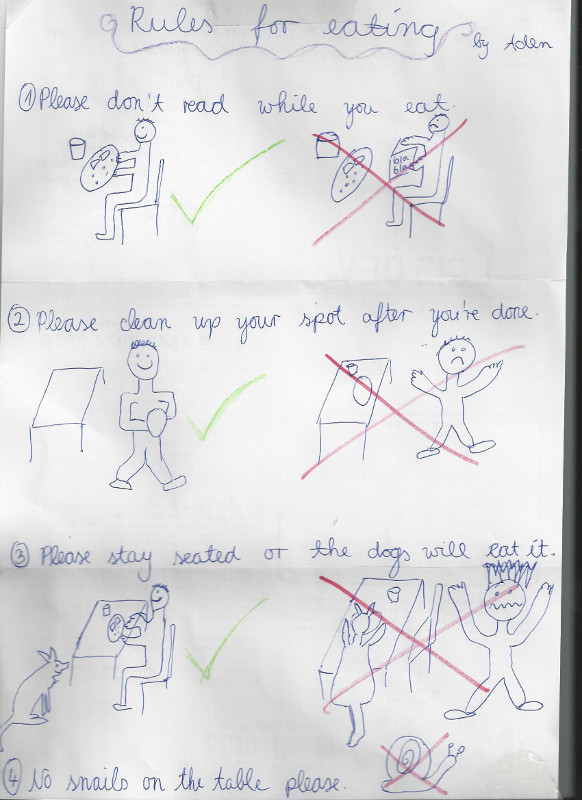 Rules for eating
by Aden
① Please don't read while you eat.
bla
bla
② Please clean up your spot after you're done.
③ Please stay seated or the dogs will eat it.
④ No snails on the table please.